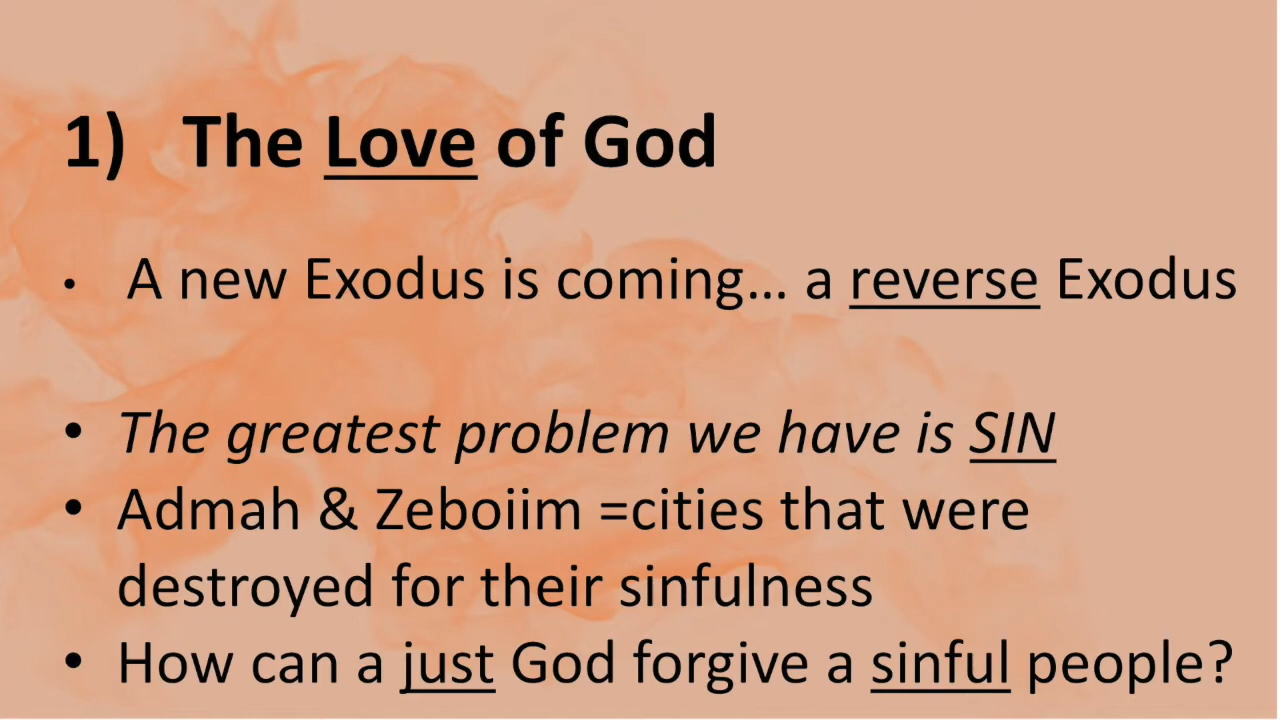 1) The Love of God
• A new Exodus is coming... a reverse Exodus
• The greatest problem we have is SIN
• Admah & Zeboiim =cities that were
destroyed for their sinfulness
• How can a just God forgive a sinful people?